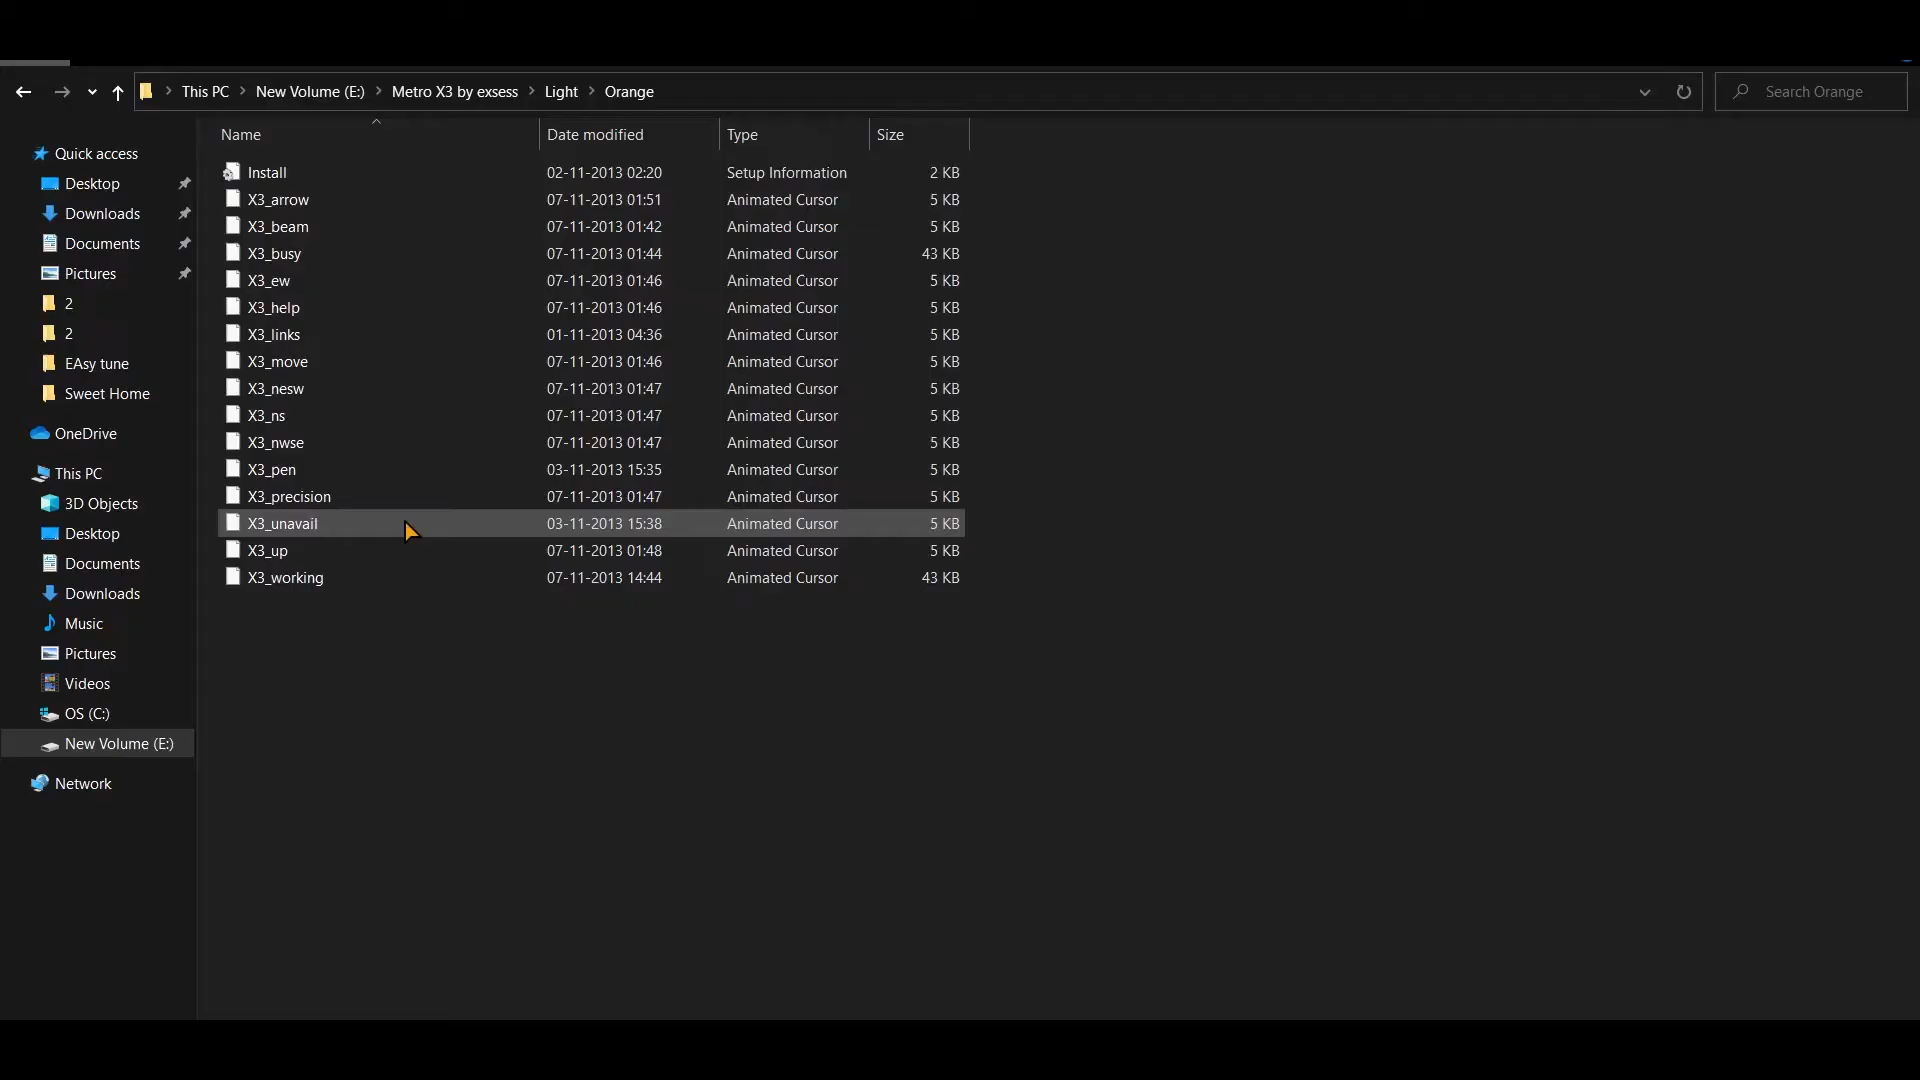 This PC > New Volume (E:) > Metro X3 by exsess > Light > Orange
Search Orange
Name Date modified Type Size
Quick access
Desktop
Downloads
Documents
Pictures
2
2
EAsy tune
Sweet Home
OneDrive
This PC
3D Objects
Desktop
Documents
Downloads
Music
Pictures
Videos
OS (C:)
New Volume (E:)
Network
Install 02-11-2013 02:20 Setup Information 2 KB
X3_arrow 07-11-2013 01:51 Animated Cursor 5 KB
X3_beam 07-11-2013 01:42 Animated Cursor 5 KB
X3_busy 07-11-2013 01:44 Animated Cursor 43 KB
X3_ew 07-11-2013 01:46 Animated Cursor 5 KB
X3_help 07-11-2013 01:46 Animated Cursor 5 KB
X3_links 01-11-2013 04:36 Animated Cursor 5 KB
X3_move 07-11-2013 01:46 Animated Cursor 5 KB
X3_nesw 07-11-2013 01:47 Animated Cursor 5 KB
X3_ns 07-11-2013 01:47 Animated Cursor 5 KB
X3_nwse 07-11-2013 01:47 Animated Cursor 5 KB
X3_pen 03-11-2013 15:35 Animated Cursor 5 KB
X3_precision 07-11-2013 01:47 Animated Cursor 5 KB
X3_unavail 03-11-2013 15:38 Animated Cursor 5 KB
X3_up 07-11-2013 01:48 Animated Cursor 5 KB
X3_working 07-11-2013 14:44 Animated Cursor 43 KB